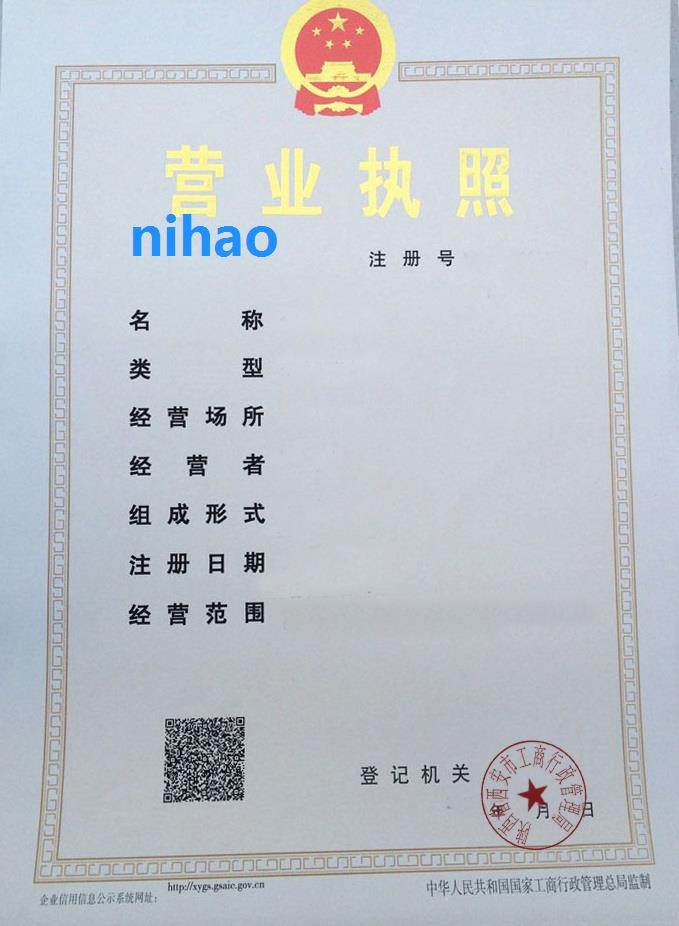 营业执照
nihao
注册号
名称
类型
经营场所
经营者
组成形式
注册日期
经营范围
登记机关
陕西省西安市工商行政管理局
年月日
http://xygs.gsaic.gov.cn
企业信用信息公示系统网址:
中华人民共和国国家工商行政管理总局监制